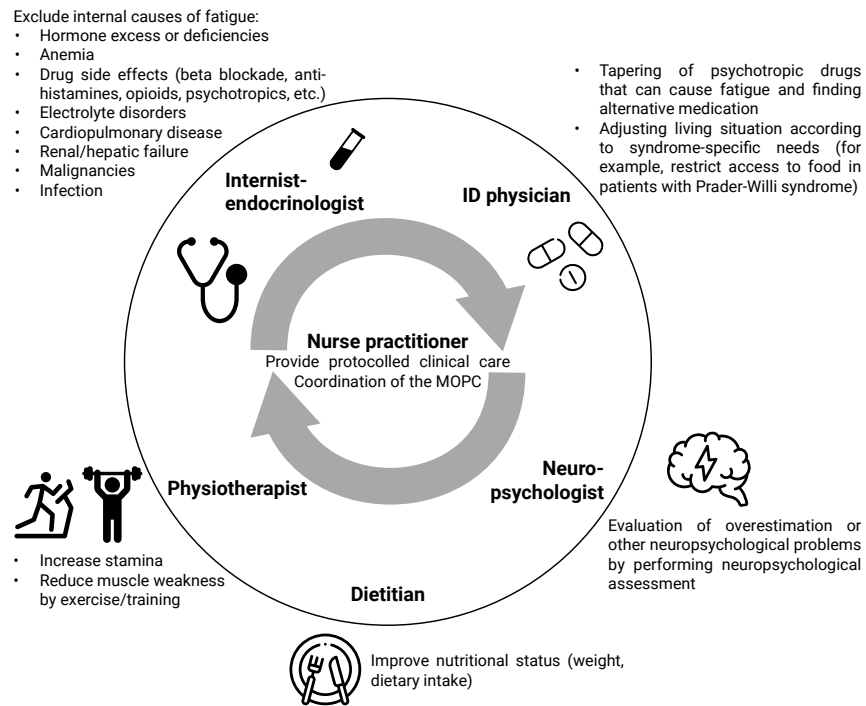 Exclude internal causes of fatigue:
• Hormone excess or deficiencies
• Anemia
• Drug side effects (beta blockade, anti-
histamines, opioids, psychotropics, etc.)
• Electrolyte disorders
• Cardiopulmonary disease
• Renal/hepatic failure
• Malignancies
• Infection
• Tapering of psychotropic drugs
that can cause fatigue and finding
alternative medication
• Adjusting living situation according
to syndrome-specific needs (for
example, restrict access to food in
patients with Prader-Willi syndrome)
Internist-
endocrinologist
ID physician
Nurse practitioner
Provide protocolled clinical care
Coordination of the MOPC
Physiotherapist
Neuro-
psychologist
• Increase stamina
• Reduce muscle weakness
by exercise/training
Evaluation of overestimation or
other neuropsychological problems
by performing neuropsychological
assessment
Dietitian
Improve nutritional status (weight,
dietary intake)